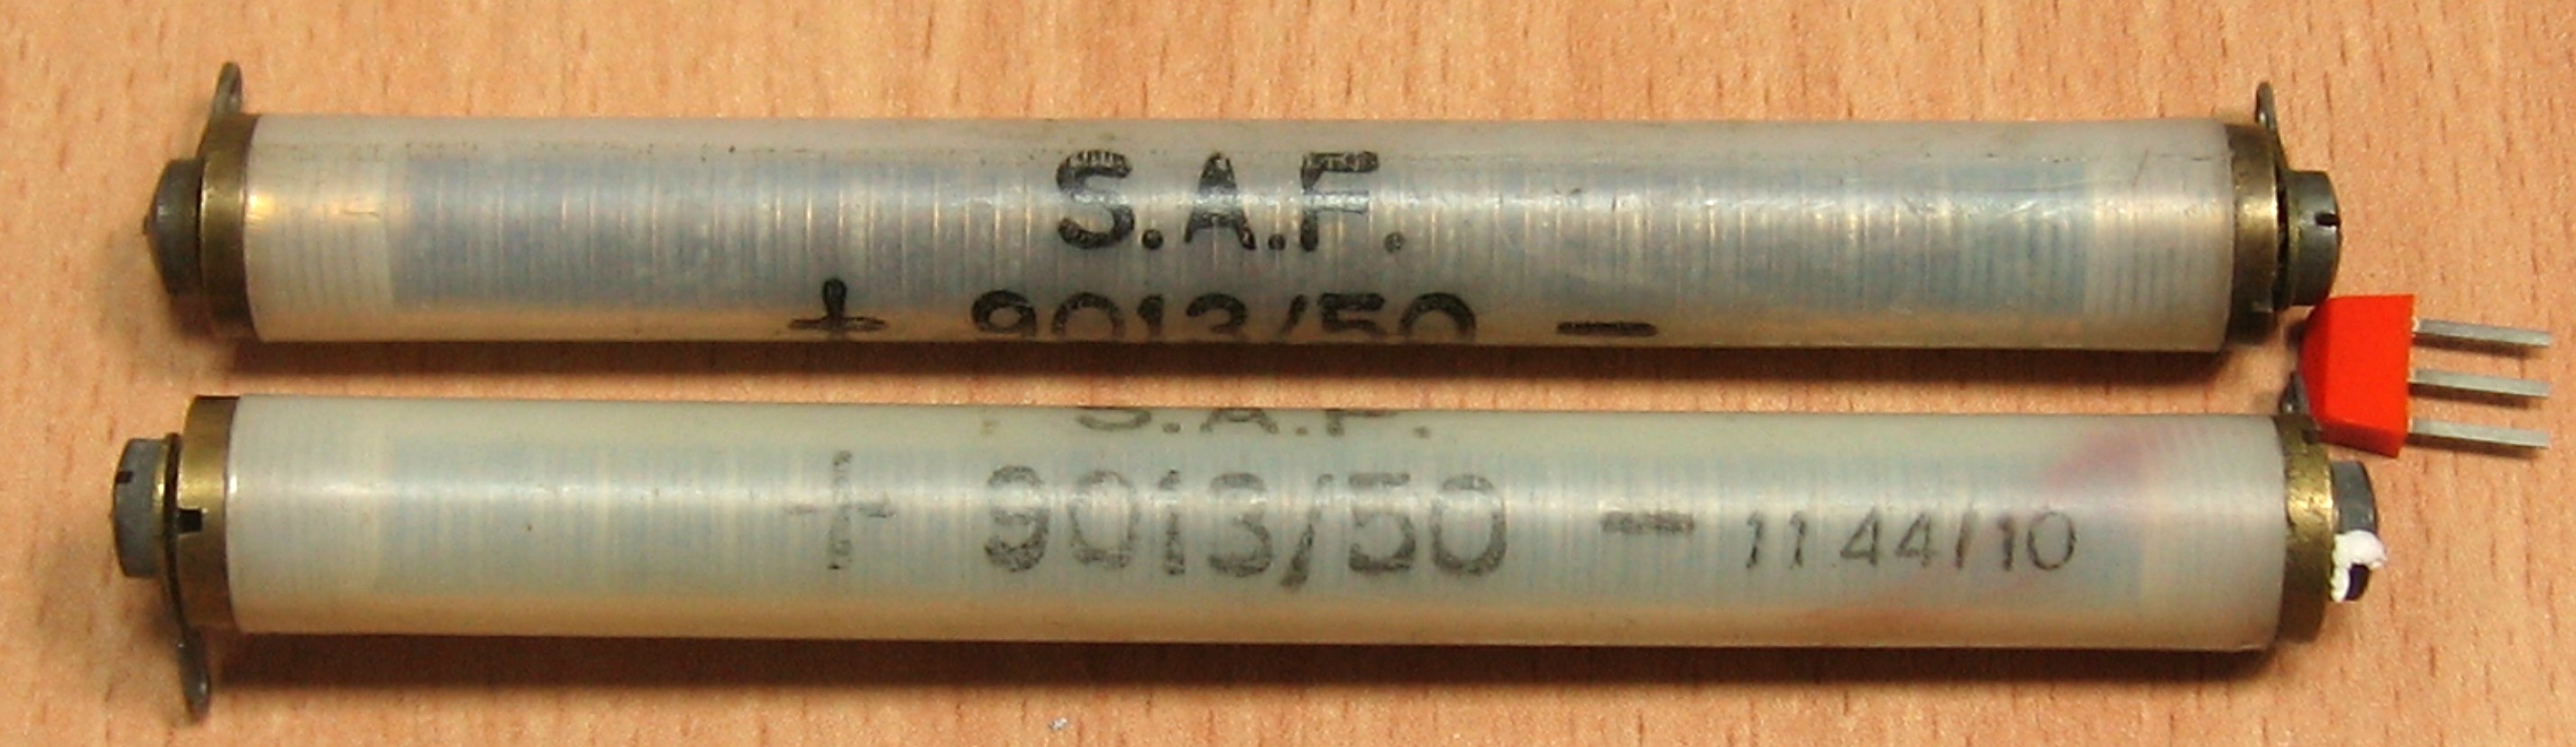 S.A.F.
+ 9013/50 -
S.A.F.
+ 9013/50 - 11 44/10